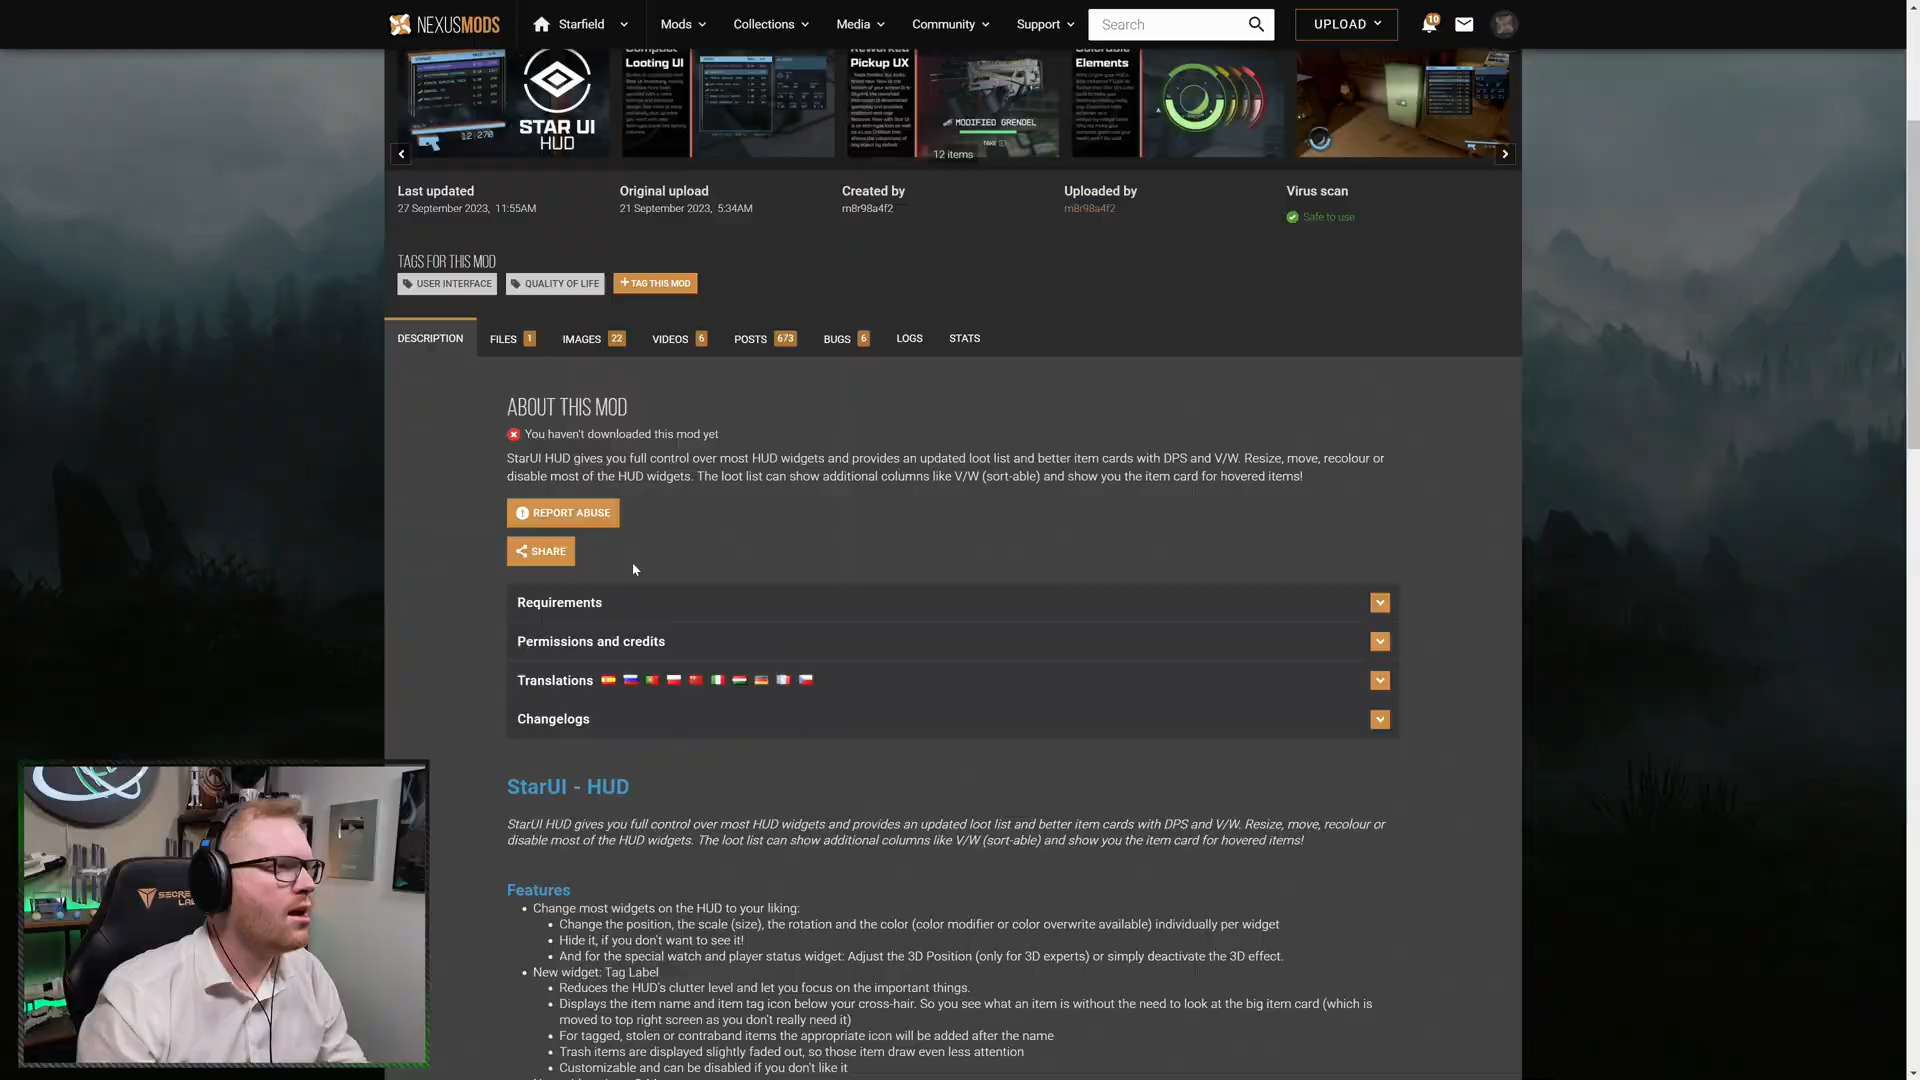 NEXUSMODS
Starfield
Mods
Collections
Media
Community
Support
Search
UPLOAD
10
STAR UI
HUD
12 270
Compact
Looting UI
Reworked
Pickup UX
MODIFIED GRENDEL
TAKE
Colorable
Elements
12 items
Last updated
27 September 2023, 11:55AM
Original upload
21 September 2023, 5:34AM
Created by
m8r98a4f2
Uploaded by
m8r98a4f2
Virus scan
Safe to use
TAGS FOR THIS MOD
USER INTERFACE
QUALITY OF LIFE
+ TAG THIS MOD
DESCRIPTION
FILES 1
IMAGES 22
VIDEOS 6
POSTS 673
BUGS 6
LOGS
STATS
ABOUT THIS MOD
You haven't downloaded this mod yet
StarUI HUD gives you full control over most HUD widgets and provides an updated loot list and better item cards with DPS and V/W. Resize, move, recolour or
disable most of the HUD widgets. The loot list can show additional columns like V/W (sort-able) and show you the item card for hovered items!
REPORT ABUSE
SHARE
Requirements
Permissions and credits
Translations
Changelogs
StarUI - HUD
StarUI HUD gives you full control over most HUD widgets and provides an updated loot list and better item cards with DPS and V/W. Resize, move, recolour or
disable most of the HUD widgets. The loot list can show additional columns like V/W (sort-able) and show you the item card for hovered items!
Features
• Change most widgets on the HUD to your liking:
• Change the position, the scale (size), the rotation and the color (color modifier or color overwrite available) individually per widget
• Hide it, if you don't want to see it!
• And for the special watch and player status widget: Adjust the 3D Position (only for 3D experts) or simply deactivate the 3D effect.
• New widget: Tag Label
• Reduces the HUD's clutter level and let you focus on the important things.
• Displays the item name and item tag icon below your cross-hair. So you see what an item is without the need to look at the big item card (which is
moved to top right screen as you don't really need it)
• For tagged, stolen or contraband items the appropriate icon will be added after the name
• Trash items are displayed slightly faded out, so those item draw even less attention
• Customizable and can be disabled if you don't like it